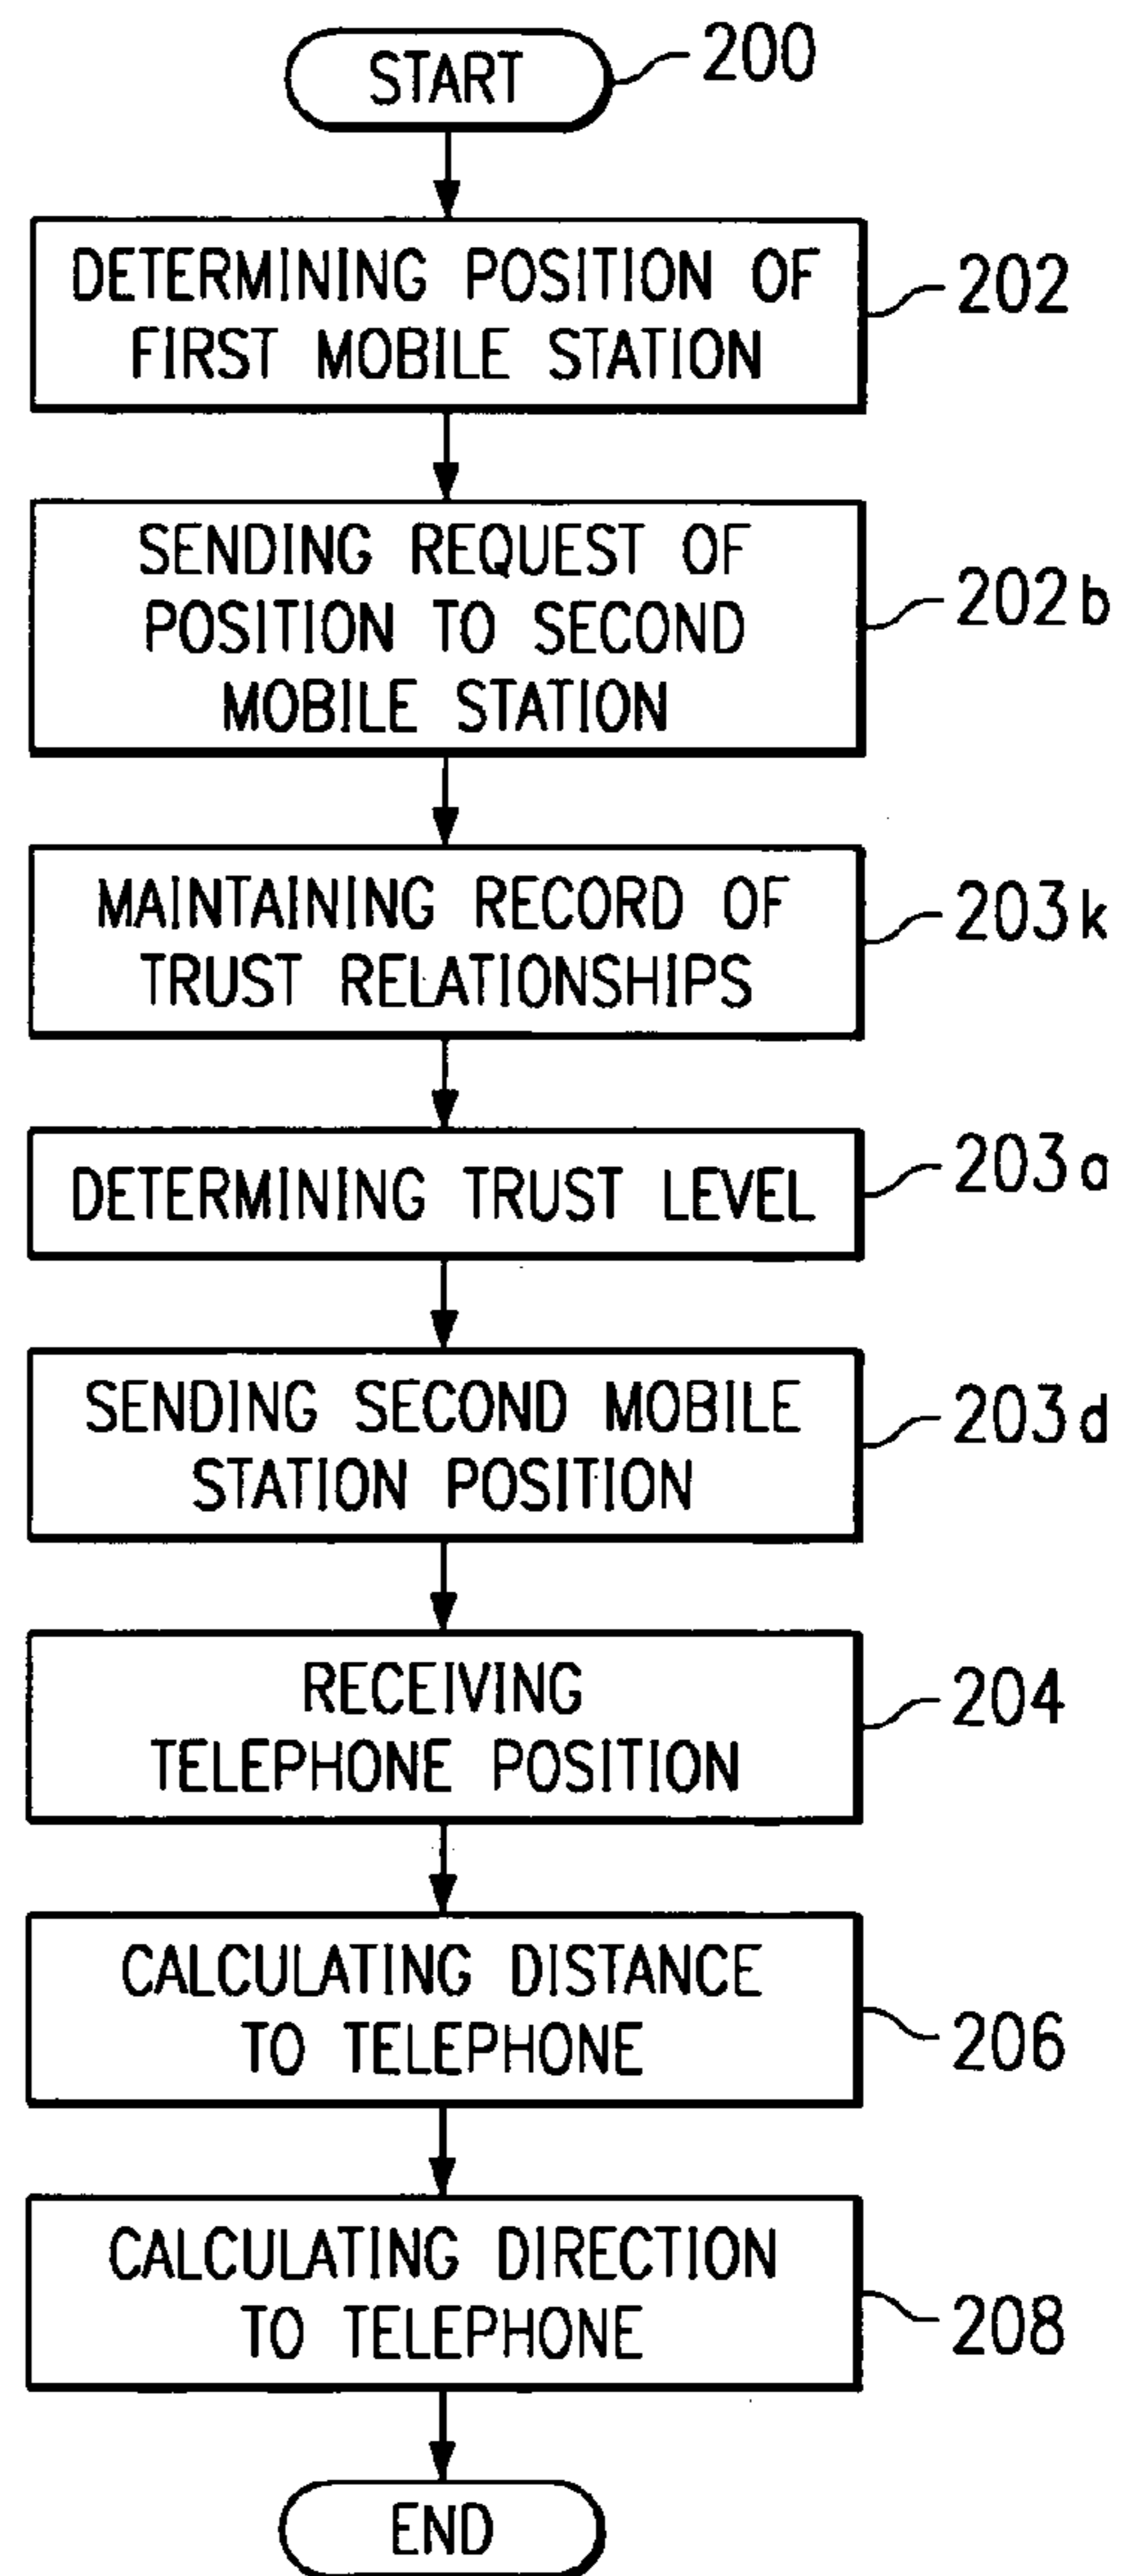 START
200
DETERMINING POSITION OF
FIRST MOBILE STATION
202
SENDING REQUEST OF
POSITION TO SECOND
MOBILE STATION
202b
MAINTAINING RECORD OF
TRUST RELATIONSHIPS
203k
DETERMINING TRUST LEVEL
203a
SENDING SECOND MOBILE
STATION POSITION
203d
RECEIVING
TELEPHONE POSITION
204
CALCULATING DISTANCE
TO TELEPHONE
206
CALCULATING DIRECTION
TO TELEPHONE
208
END